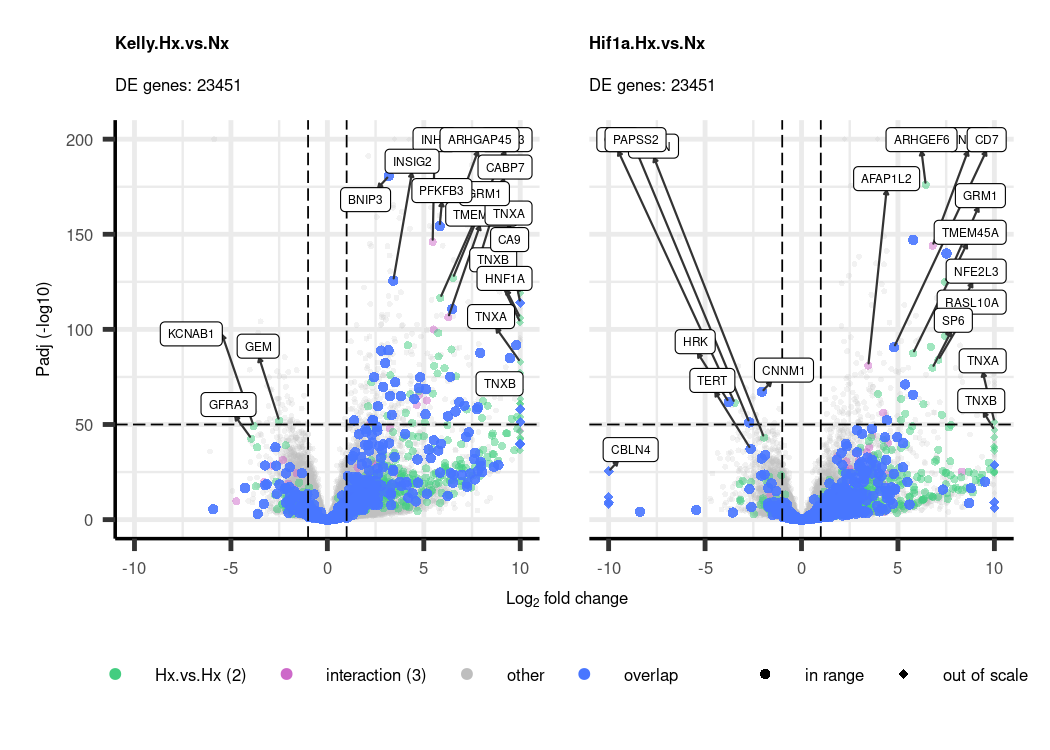 Kelly.Hx.vs.Nx
Hif1a.Hx.vs.Nx
DE genes: 23451
DE genes: 23451
Padj (-log10)
200
150
100
50
0
INH
ARHGAP45
3
INSIG2
CABP7
BNIP3
PFKFB3
GRM1
TMEM
TNXA
CA9
TNXB
HNF1A
TNXA
KCNAB1
GEM
TNXB
GFRA3
PAPSS2
N
ARHGEF6
N
CD7
AFAP1L2
GRM1
TMEM45A
NFE2L3
RASL10A
SP6
HRK
CNNM1
TNXA
TERT
TNXB
CBLN4
-10
-5
0
5
10
-10
-5
0
5
10
Log2 fold change
Hx.vs.Hx (2)
interaction (3)
other
overlap
in range
out of scale